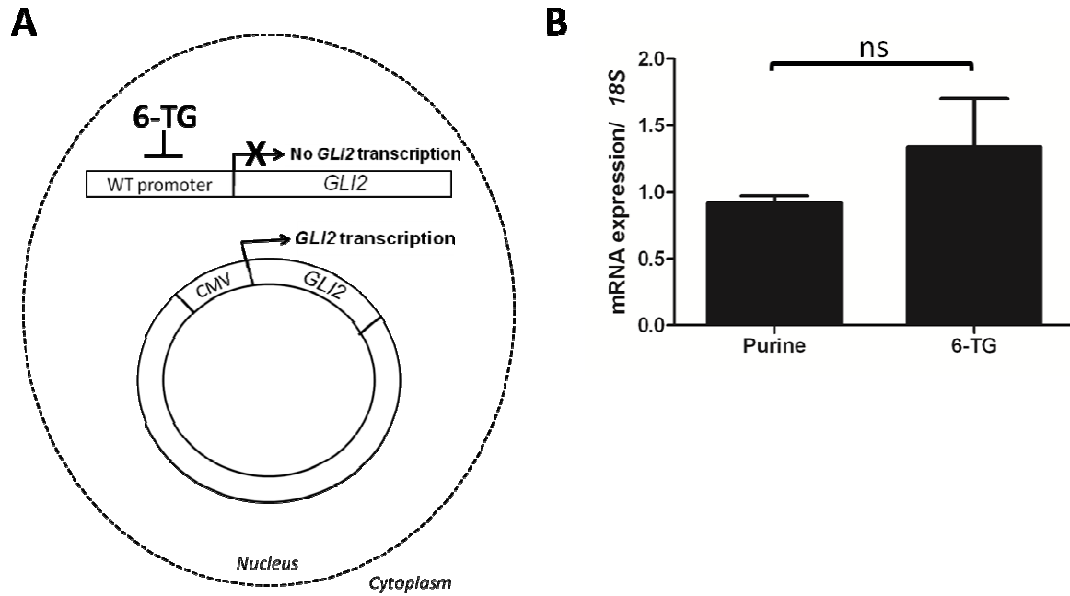 A
6-TG
X
No GLI2 transcription
WT promoter
GLI2
GLI2 transcription
CMV
GLI2
Nucleus
Cytoplasm
B
ns
mRNA expression/ 18S
2.0
1.5
1.0
0.5
0.0
Purine
6-TG